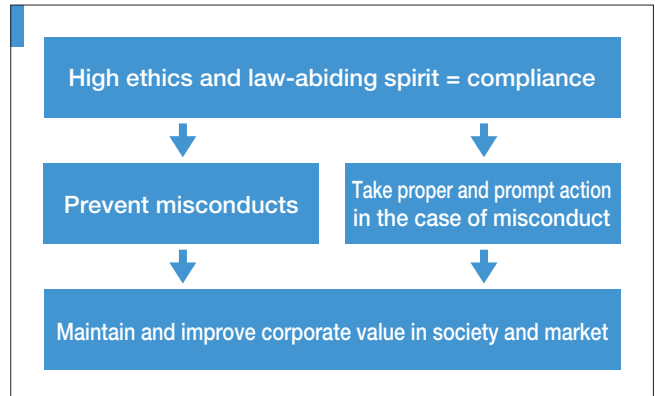 High ethics and law-abiding spirit = compliance
Prevent misconducts
Take proper and prompt action
in the case of misconduct
Maintain and improve corporate value in society and market